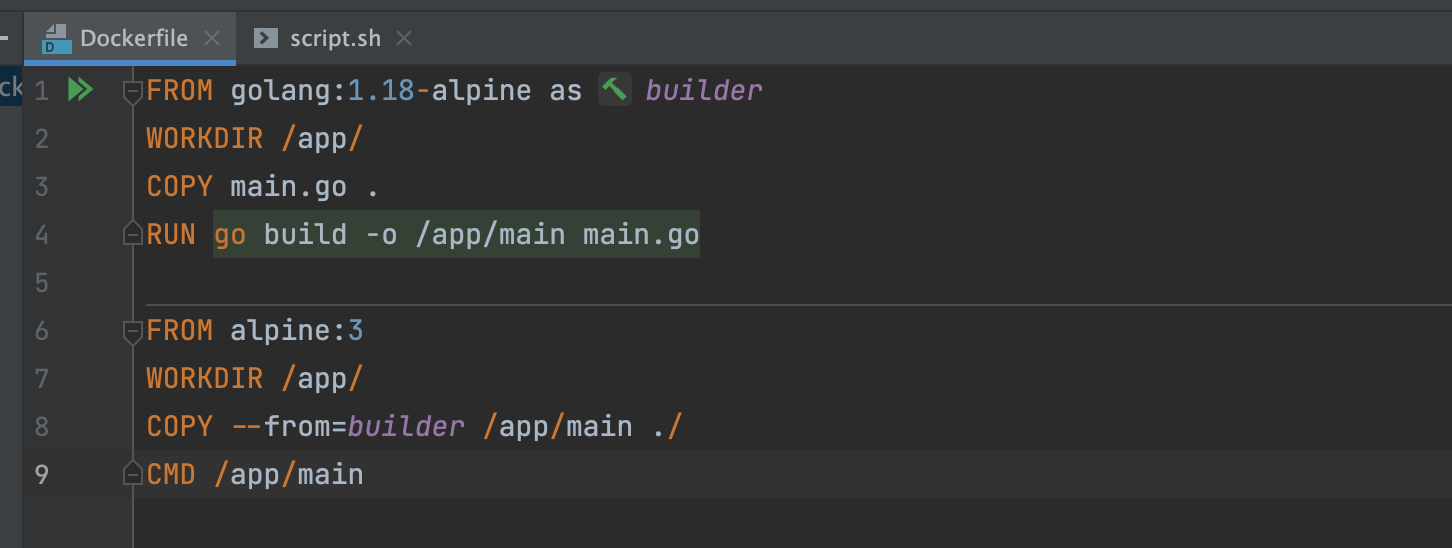 Dockerfile script.sh
ck
1 FROM golang:1.18-alpine as builder
2 WORKDIR /app/
3 COPY main.go .
4 RUN go build -o /app/main main.go
5
6 FROM alpine:3
7 WORKDIR /app/
8 COPY --from=builder /app/main ./
9 CMD /app/main